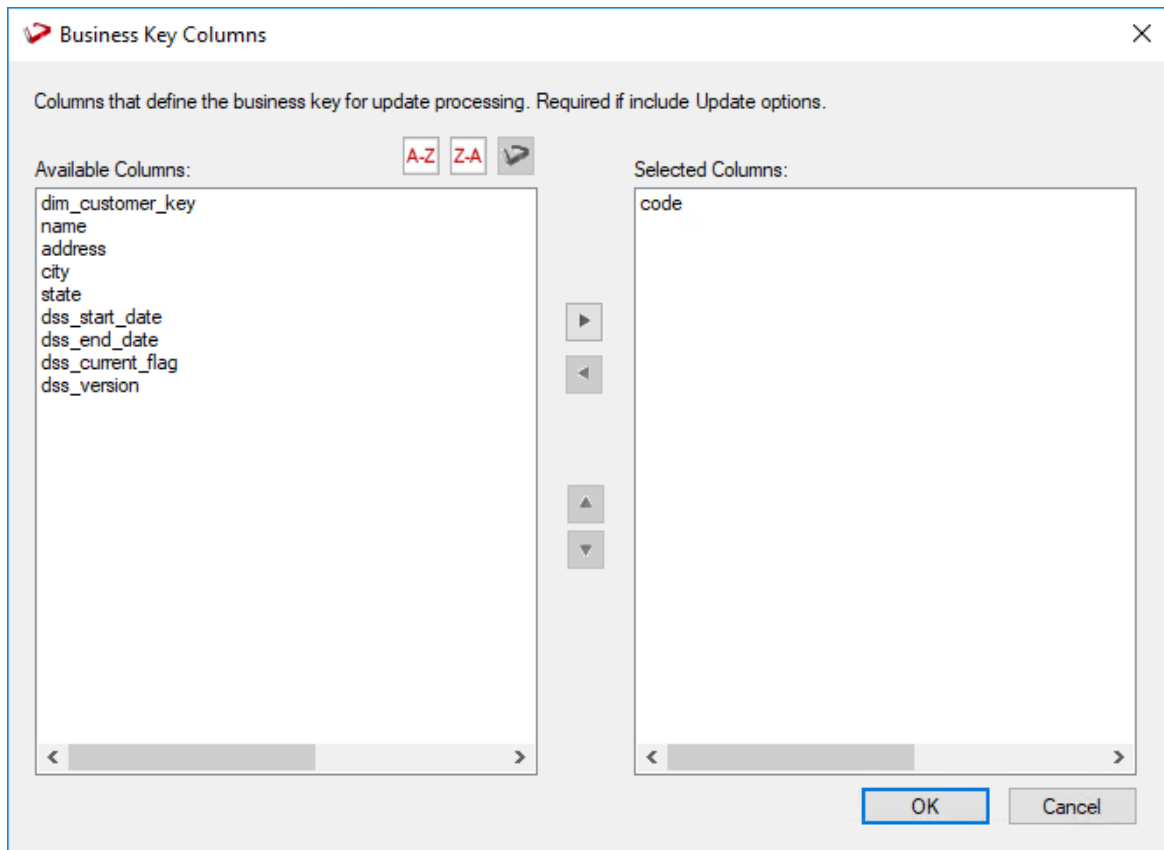 Business Key Columns
Columns that define the business key for update processing. Required if include Update options.
A-Z Z-A
Available Columns:
dim_customer_key
name
address
city
state
dss_start_date
dss_end_date
dss_current_flag
dss_version
Selected Columns:
code
OK Cancel